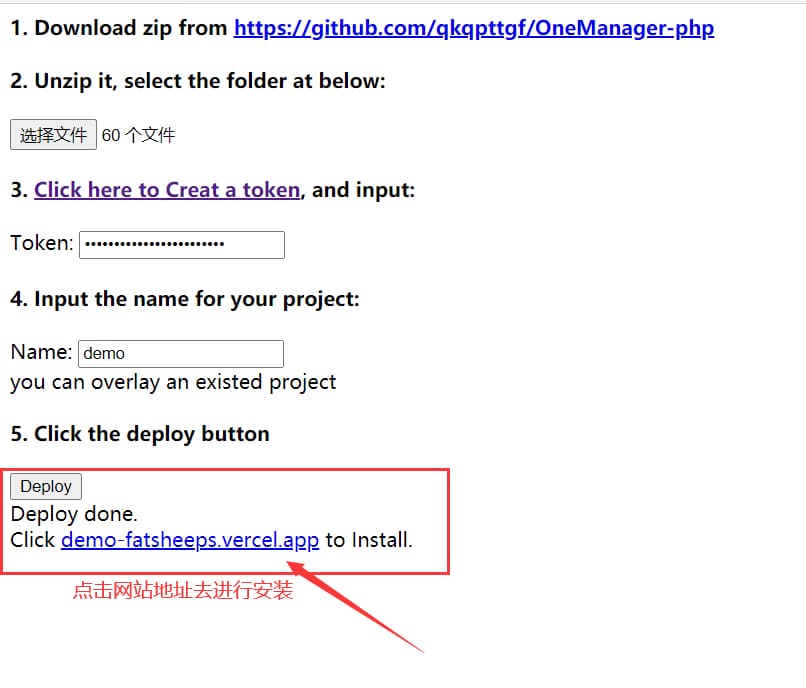 1. Download zip from https://github.com/qkqpttgf/OneManager-php
2. Unzip it, select the folder at below:
选择文件 60 个文件
3. Click here to Creat a token, and input:
Token: ••••••••••••••••••••••••
4. Input the name for your project:
Name: demo
you can overlay an existed project
5. Click the deploy button
Deploy
Deploy done.
Click demo-fatsheeps.vercel.app to Install.
点击网站地址去进行安装